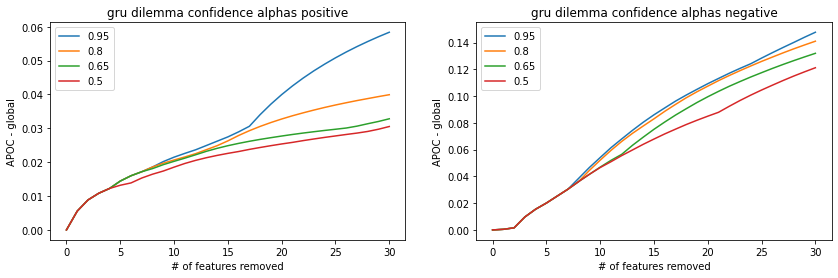 gru dilemma confidence alphas positive
0.06
0.05
0.04
0.03
0.02
0.01
0.00
APOC - global
0.95
0.8
0.65
0.5
0 5 10 15 20 25 30
# of features removed
gru dilemma confidence alphas negative
0.14
0.12
0.10
0.08
0.06
0.04
0.02
0.00
APOC - global
0.95
0.8
0.65
0.5
0 5 10 15 20 25 30
# of features removed